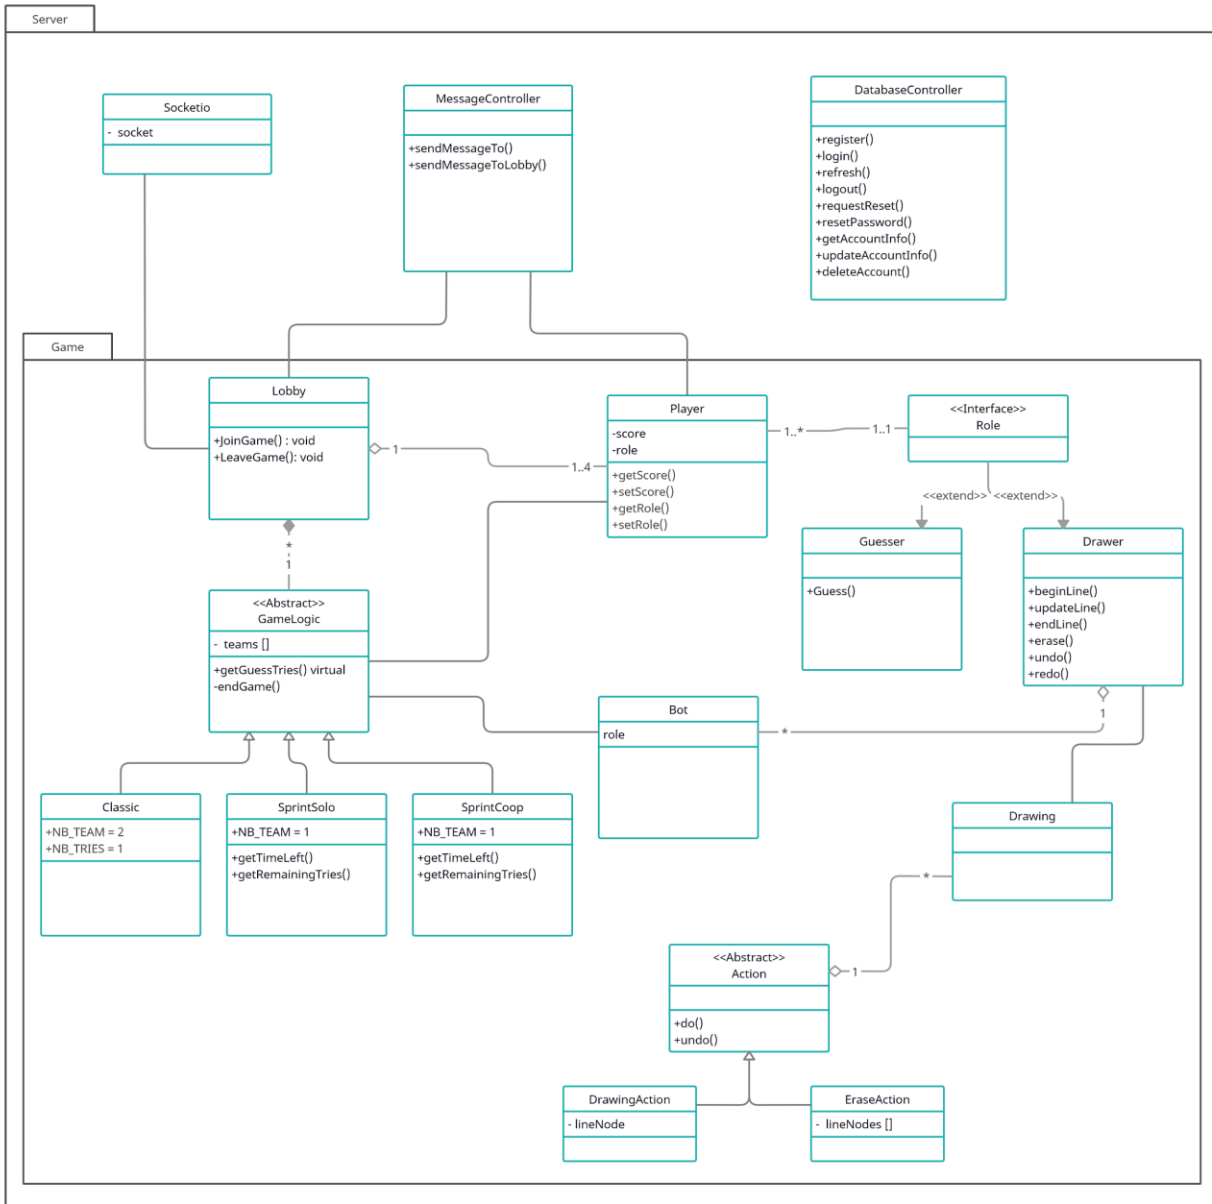 Server
Socketio
- socket
MessageController
+sendMessageTo()
+sendMessageToLobby()
DatabaseController
+register()
+login()
+refresh()
+logout()
+requestReset()
+resetPassword()
+getAccountInfo()
+updateAccountInfo()
+deleteAccount()
Game
Lobby
+JoinGame() : void
+LeaveGame(): void
1
1..4
Player
-score
-role
+getScore()
+setScore()
+getRole()
+setRole()
1..*
1..1
<<Interface>>
Role
<<extend>>
<<extend>>
Guesser
+Guess()
Drawer
+beginLine()
+updateLine()
+endLine()
+erase()
+undo()
+redo()
*
1
<<Abstract>>
GameLogic
- teams []
+getGuessTries() virtual
-endGame()
Bot
role
*
1
Classic
+NB_TEAM = 2
+NB_TRIES = 1
SprintSolo
+NB_TEAM = 1
+getTimeLeft()
+getRemainingTries()
SprintCoop
+NB_TEAM = 1
+getTimeLeft()
+getRemainingTries()
Drawing
*
1
<<Abstract>>
Action
+do()
+undo()
DrawingAction
- lineNode
EraseAction
- lineNodes []